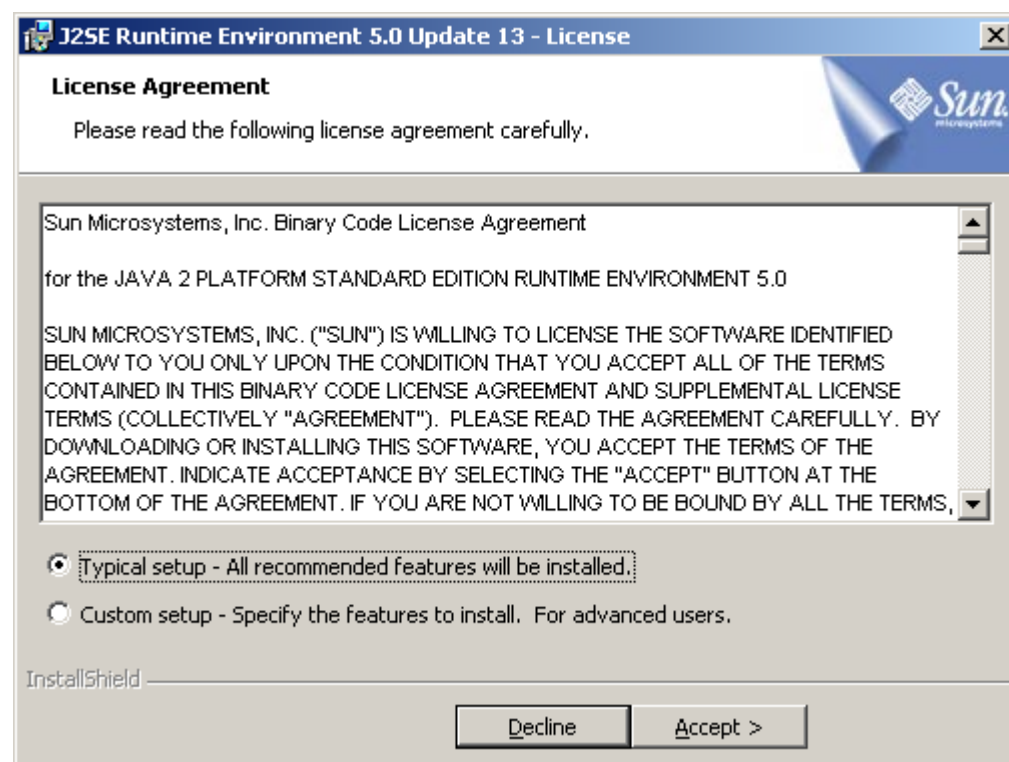 J2SE Runtime Environment 5.0 Update 13 - License
License Agreement
Please read the following license agreement carefully.
Sun
microsystems
Sun Microsystems, Inc. Binary Code License Agreement
for the JAVA 2 PLATFORM STANDARD EDITION RUNTIME ENVIRONMENT 5.0
SUN MICROSYSTEMS, INC. ("SUN") IS WILLING TO LICENSE THE SOFTWARE IDENTIFIED
BELOW TO YOU ONLY UPON THE CONDITION THAT YOU ACCEPT ALL OF THE TERMS
CONTAINED IN THIS BINARY CODE LICENSE AGREEMENT AND SUPPLEMENTAL LICENSE
TERMS (COLLECTIVELY "AGREEMENT").  PLEASE READ THE AGREEMENT CAREFULLY.  BY
DOWNLOADING OR INSTALLING THIS SOFTWARE, YOU ACCEPT THE TERMS OF THE
AGREEMENT. INDICATE ACCEPTANCE BY SELECTING THE "ACCEPT" BUTTON AT THE
BOTTOM OF THE AGREEMENT. IF YOU ARE NOT WILLING TO BE BOUND BY ALL THE TERMS,
Typical setup - All recommended features will be installed.
Custom setup - Specify the features to install.  For advanced users.
InstallShield
Decline
Accept >